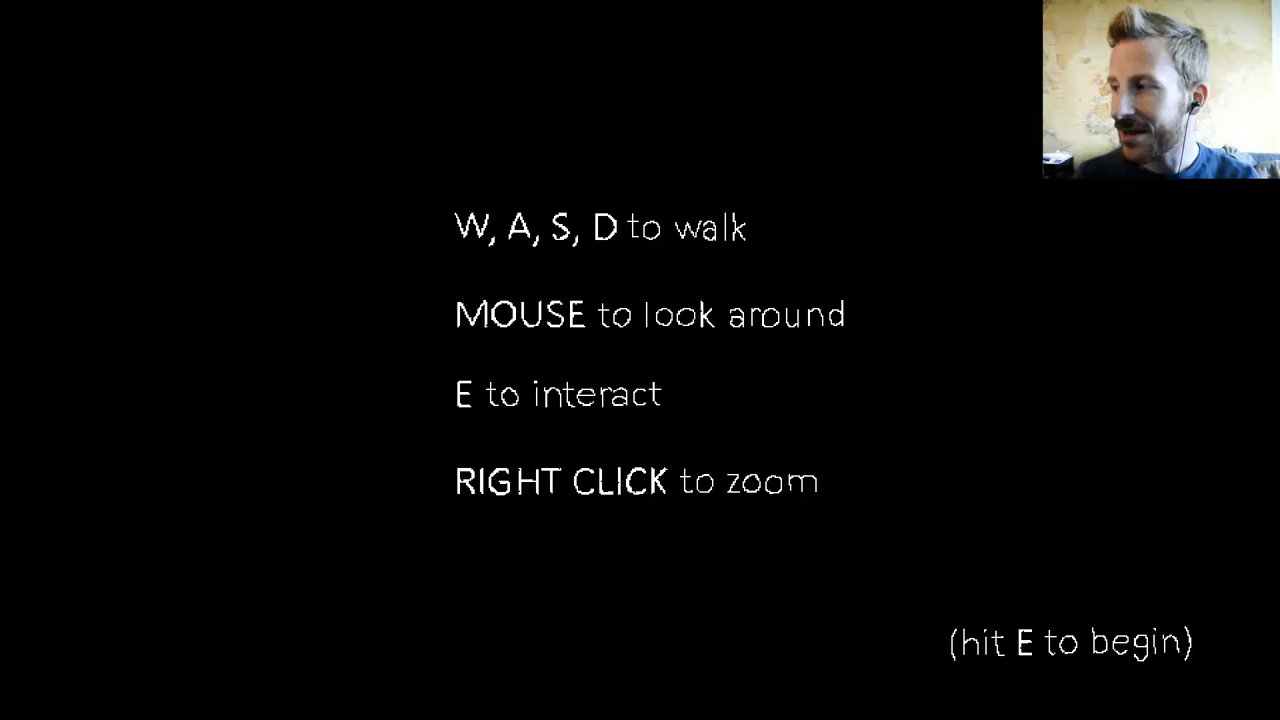 W, A, S, D to walk
MOUSE to look around
E to interact
RIGHT CLICK to zoom
(hit E to begin)